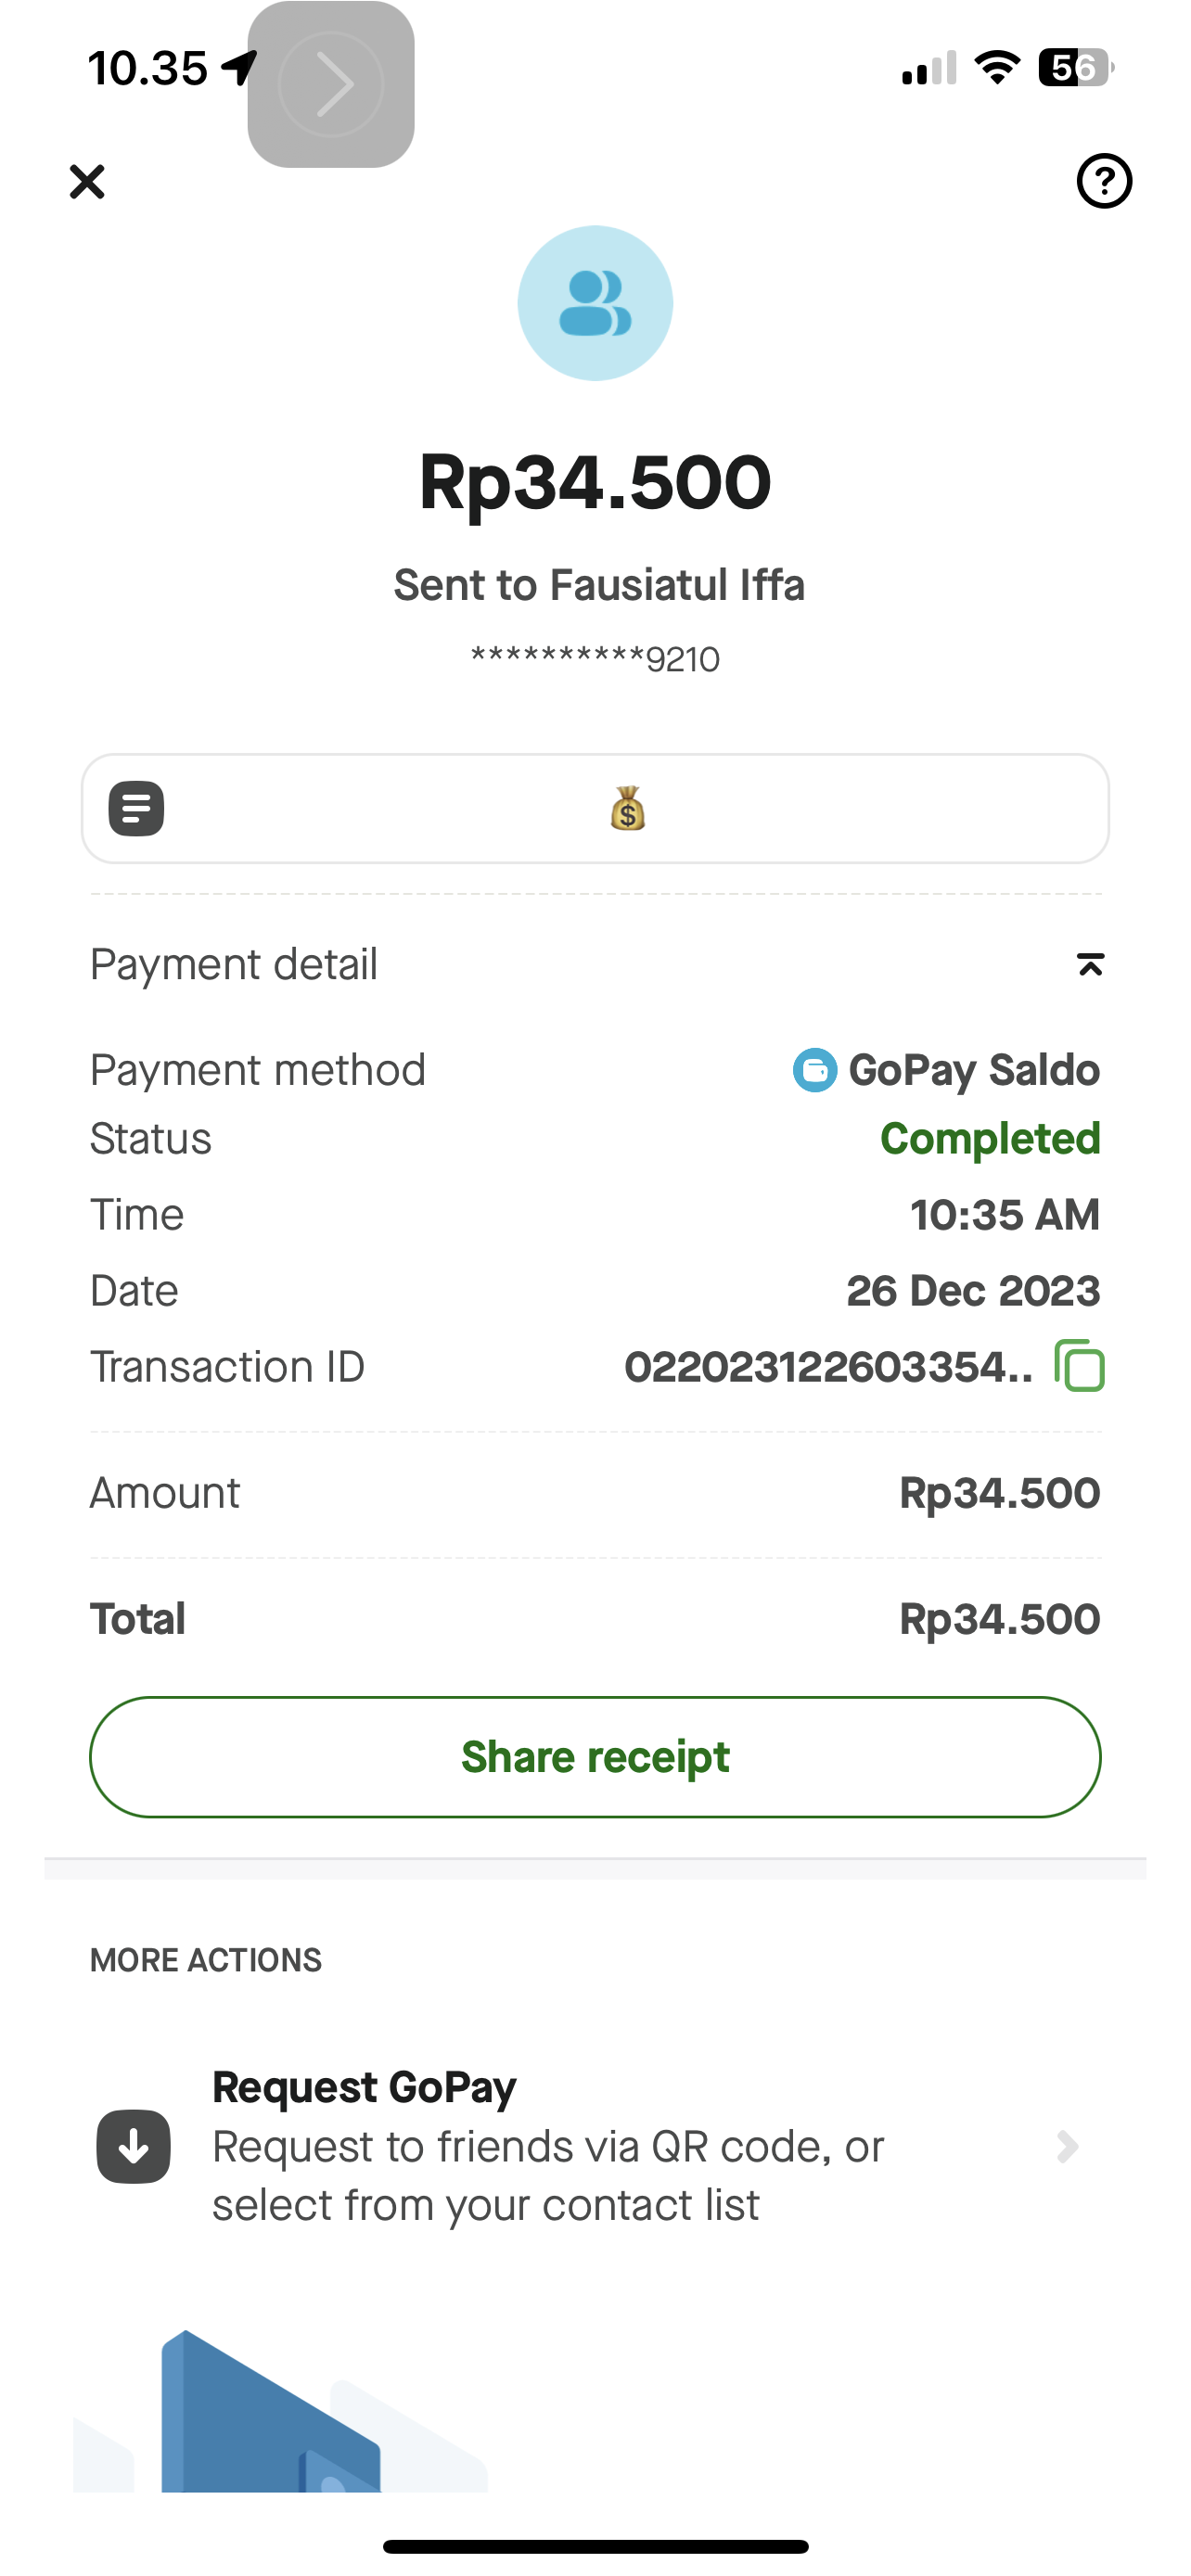 10.35
56
Rp34.500
Sent to Fausiatul Iffa
**********9210
Payment detail
Payment method GoPay Saldo
Status Completed
Time 10:35 AM
Date 26 Dec 2023
Transaction ID 022023122603354..
Amount Rp34.500
Total Rp34.500
Share receipt
MORE ACTIONS
Request GoPay
Request to friends via QR code, or
select from your contact list